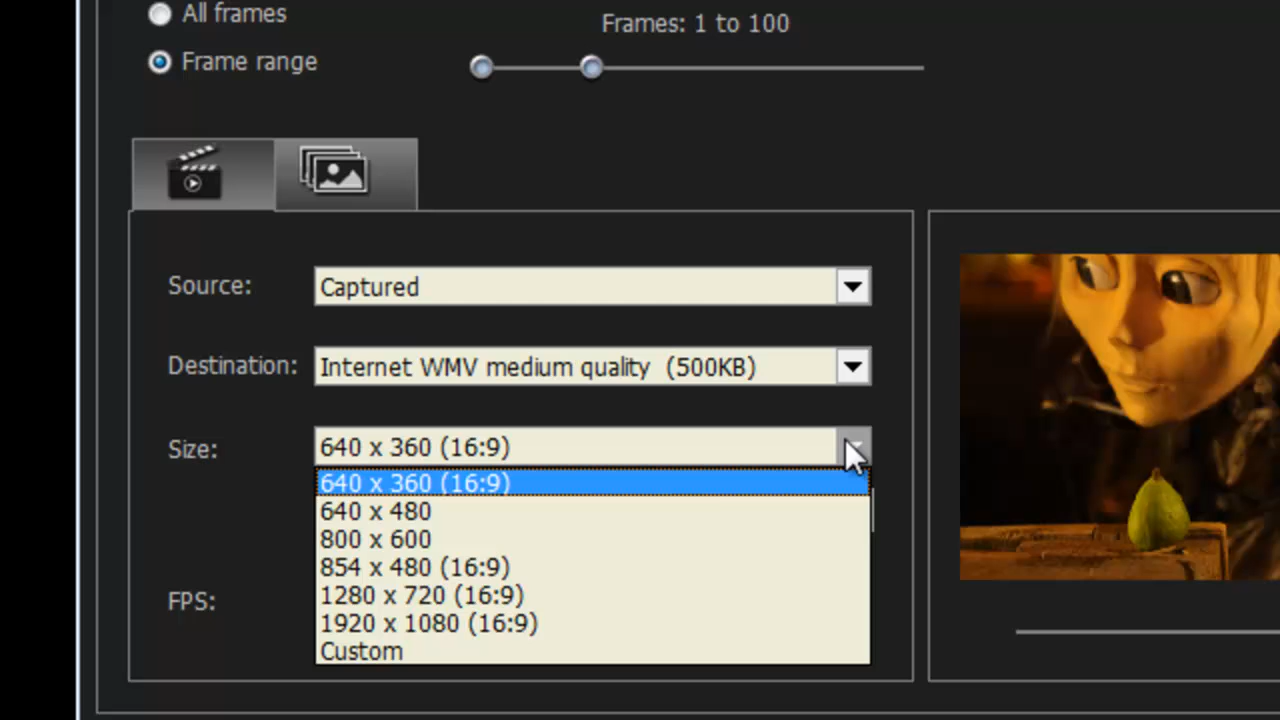 All frames
Frames: 1 to 100
Frame range
Source:
Captured
Destination:
Internet WMV medium quality (500KB)
Size:
640 x 360 (16:9)
640 x 360 (16:9)
640 x 480
800 x 600
854 x 480 (16:9)
1280 x 720 (16:9)
1920 x 1080 (16:9)
Custom
FPS: